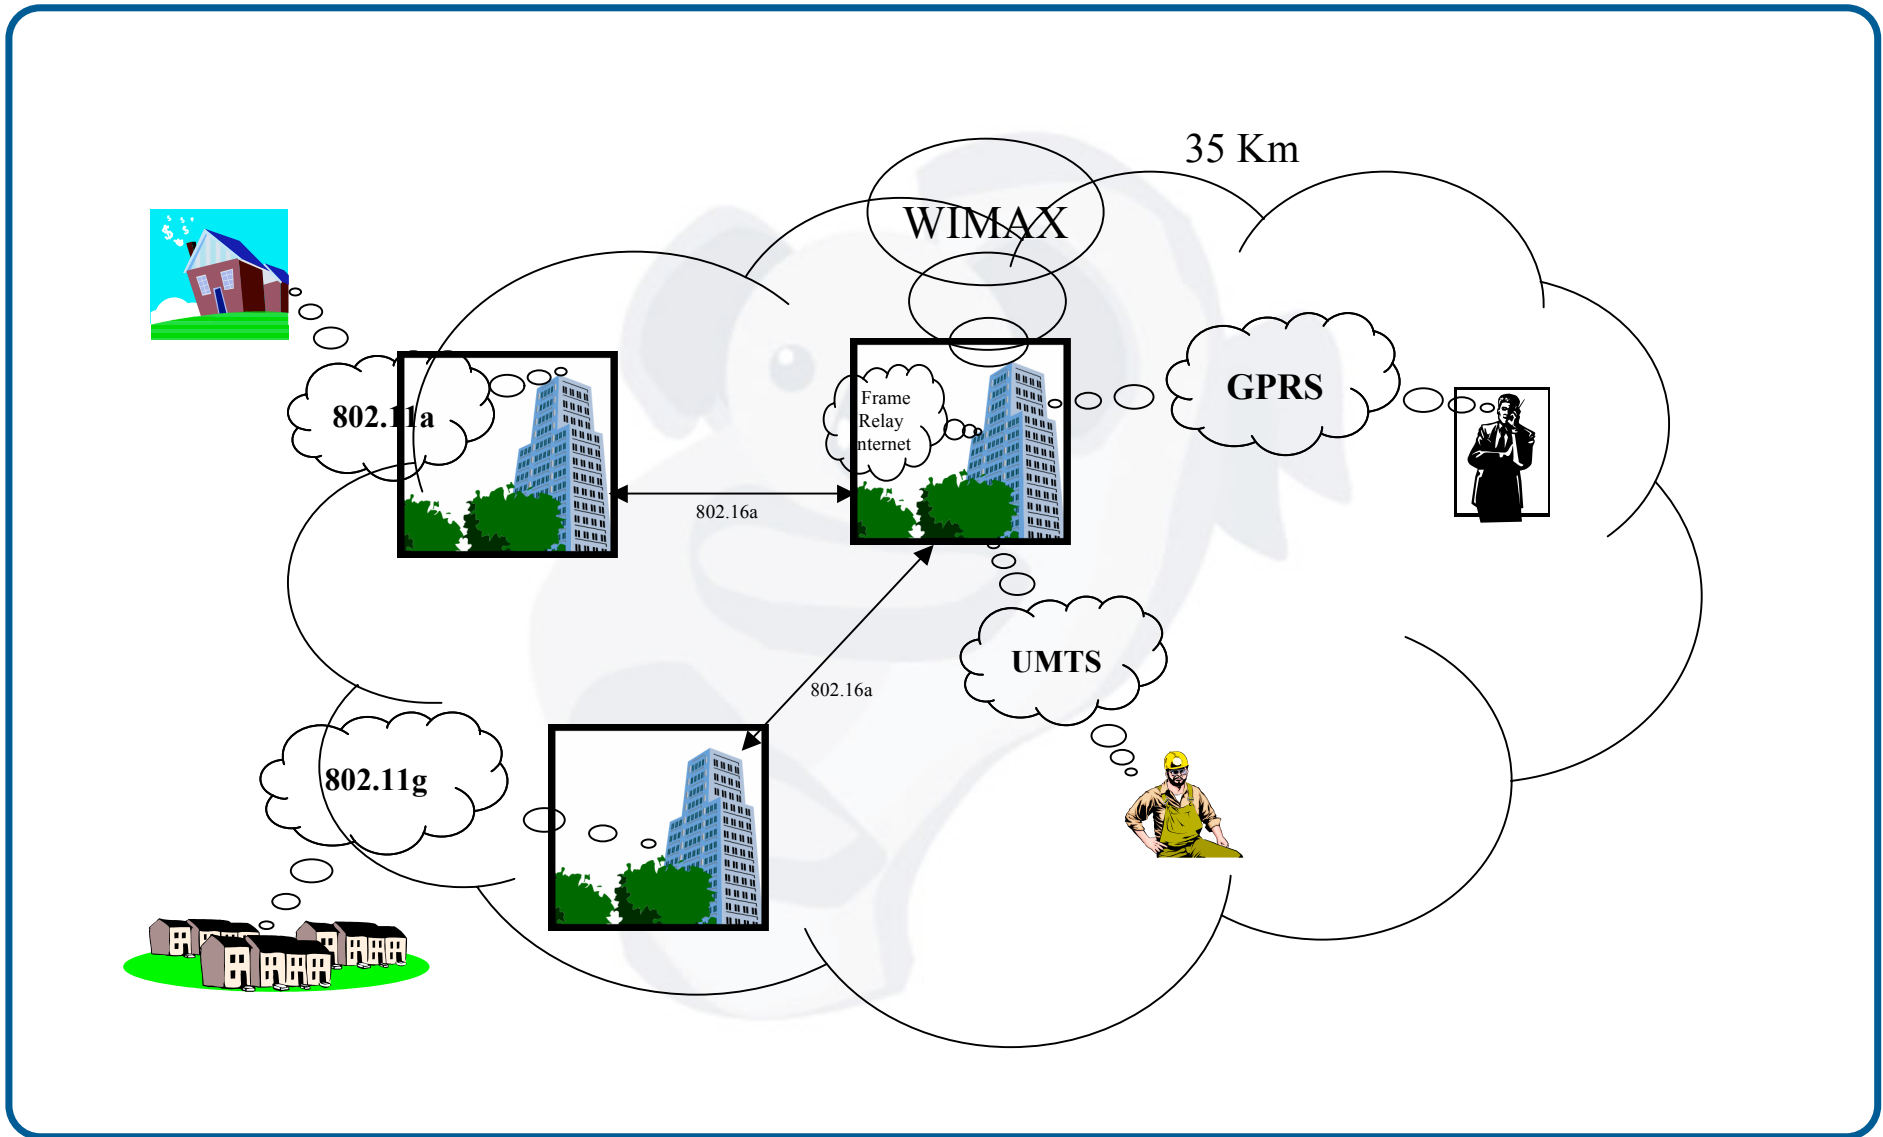 35 Km
WIMAX
Frame
Relay
nternet
GPRS
802.11a
802.16a
UMTS
802.16a
802.11g